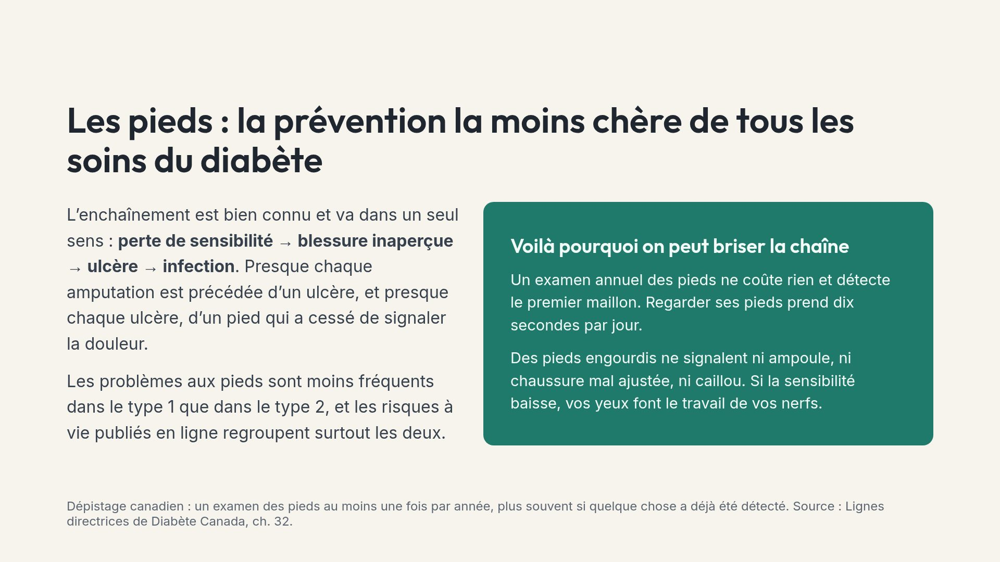 Les pieds : la prévention la moins chère de tous les
soins du diabète
L’enchaînement est bien connu et va dans un seul
sens : perte de sensibilité → blessure inaperçue
→ ulcère → infection. Presque chaque
amputation est précédée d’un ulcère, et presque
chaque ulcère, d’un pied qui a cessé de signaler
la douleur.
Les problèmes aux pieds sont moins fréquents
dans le type 1 que dans le type 2, et les risques à
vie publiés en ligne regroupent surtout les deux.
Voilà pourquoi on peut briser la chaîne
Un examen annuel des pieds ne coûte rien et détecte
le premier maillon. Regarder ses pieds prend dix
secondes par jour.
Des pieds engourdis ne signalent ni ampoule, ni
chaussure mal ajustée, ni caillou. Si la sensibilité
baisse, vos yeux font le travail de vos nerfs.
Dépistage canadien : un examen des pieds au moins une fois par année, plus souvent si quelque chose a déjà été détecté. Source : Lignes
directrices de Diabète Canada, ch. 32.